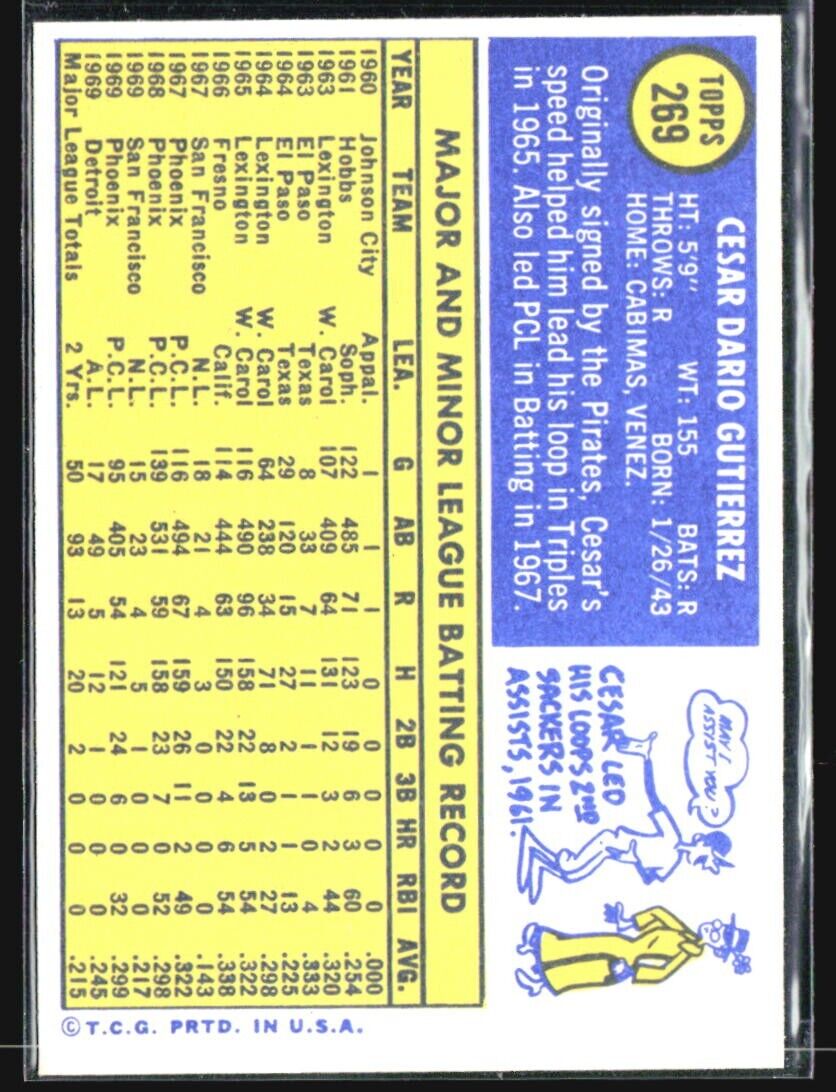 TOPPS
269
CESAR DARIO GUTIERREZ
HT: 5'9" WT: 155 BATS: R
THROWS: R BORN: 1/26/43
HOME: CABIMAS, VENEZ.
Originally signed by the Pirates, Cesar's
speed helped him lead his loop in Triples
in 1965. Also led PCL in Batting in 1967.
MAY I
ASSIST YOU?
CESAR LED
HIS LOOPS 2ND
SACKERS IN
ASSISTS, 1961.
MAJOR AND MINOR LEAGUE BATTING RECORD
YEAR TEAM LEA. G AB R H 2B 3B HR RBI AVG.
1960 Johnson City Appal. 1 1 1 0 0 0 0 0 .000
1961 Hobbs Soph. 122 485 71 123 19 6 3 60 .254
1963 Lexington W. Carol 107 409 64 131 12 3 2 44 .320
1963 El Paso Texas 8 33 7 11 1 1 0 4 .333
1964 El Paso Texas 29 120 15 27 2 1 1 13 .225
1964 Lexington W. Carol 64 238 34 71 8 0 2 27 .298
1965 Lexington W. Carol 116 490 96 158 22 13 5 54 .322
1966 Fresno Calif. 114 444 63 150 22 4 6 54 .338
1967 San Francisco N.L. 18 21 4 3 0 0 0 0 .143
1967 Phoenix P.C.L. 116 494 67 159 26 11 2 49 .322
1968 Phoenix P.C.L. 139 531 59 158 23 7 0 52 .298
1969 San Francisco N.L. 15 23 4 5 1 0 0 0 .217
1969 Phoenix P.C.L. 95 405 54 121 24 6 0 32 .299
1969 Detroit A.L. 17 49 5 12 1 0 0 0 .245
Major League Totals 2 Yrs. 50 93 13 20 2 0 0 0 .215
© T.C.G. PRTD. IN U.S.A.